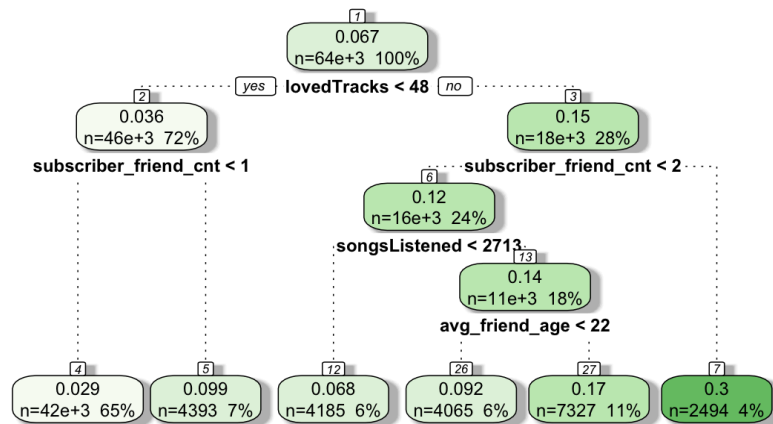 1
0.067
n=64e+3 100%
yes lovedTracks < 48 no
2
0.036
n=46e+3 72%
subscriber_friend_cnt < 1
3
0.15
n=18e+3 28%
subscriber_friend_cnt < 2
6
0.12
n=16e+3 24%
songsListened < 2713
13
0.14
n=11e+3 18%
avg_friend_age < 22
4
0.029
n=42e+3 65%
5
0.099
n=4393 7%
12
0.068
n=4185 6%
26
0.092
n=4065 6%
27
0.17
n=7327 11%
7
0.3
n=2494 4%